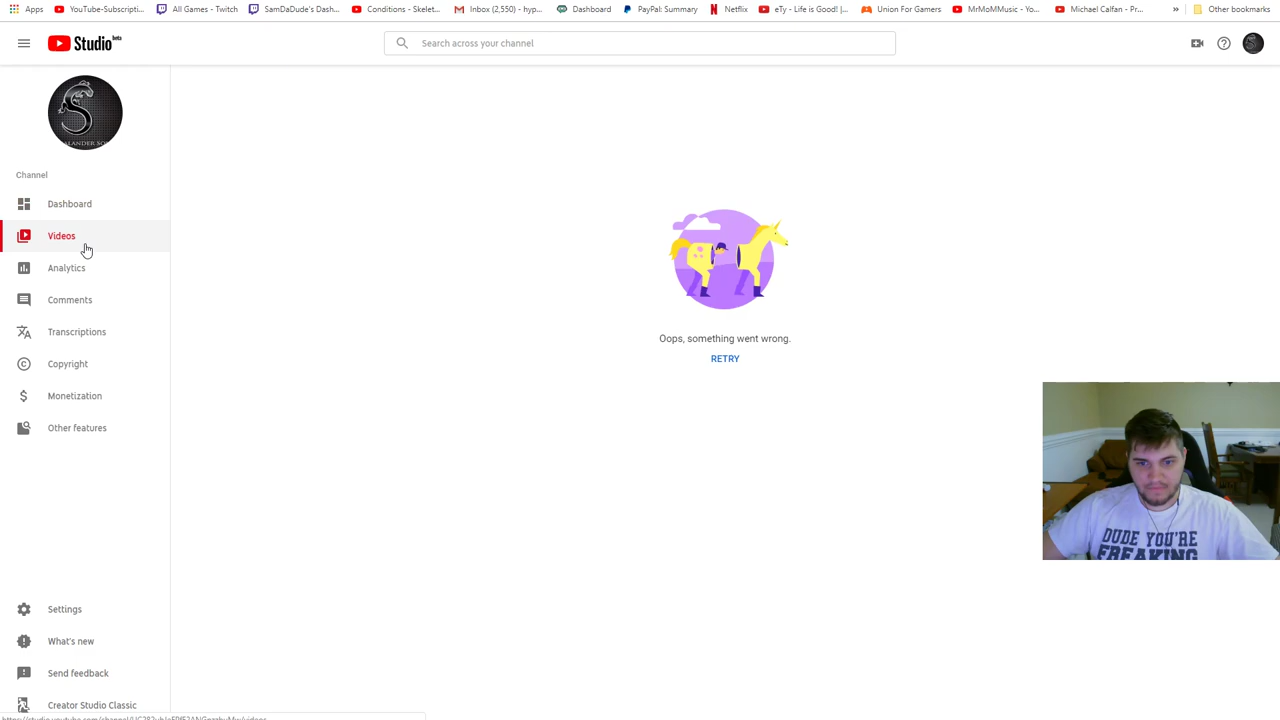 Apps YouTube-Subscripti... All Games - Twitch SamDaDude's Dash... Conditions - Skelet... Inbox (2,550) - hyp... Dashboard PayPal: Summary Netflix eTy - Life is Good! |... Union For Gamers MrMoMMusic - Yo... Michael Calfan - Pr... » Other bookmarks
Studio beta
Search across your channel
S
Channel
Dashboard
Videos
Analytics
Comments
Transcriptions
Copyright
Monetization
Other features
Oops, something went wrong.
RETRY
DUDE YOU'RE
FREAKING
Settings
What's new
Send feedback
Creator Studio Classic